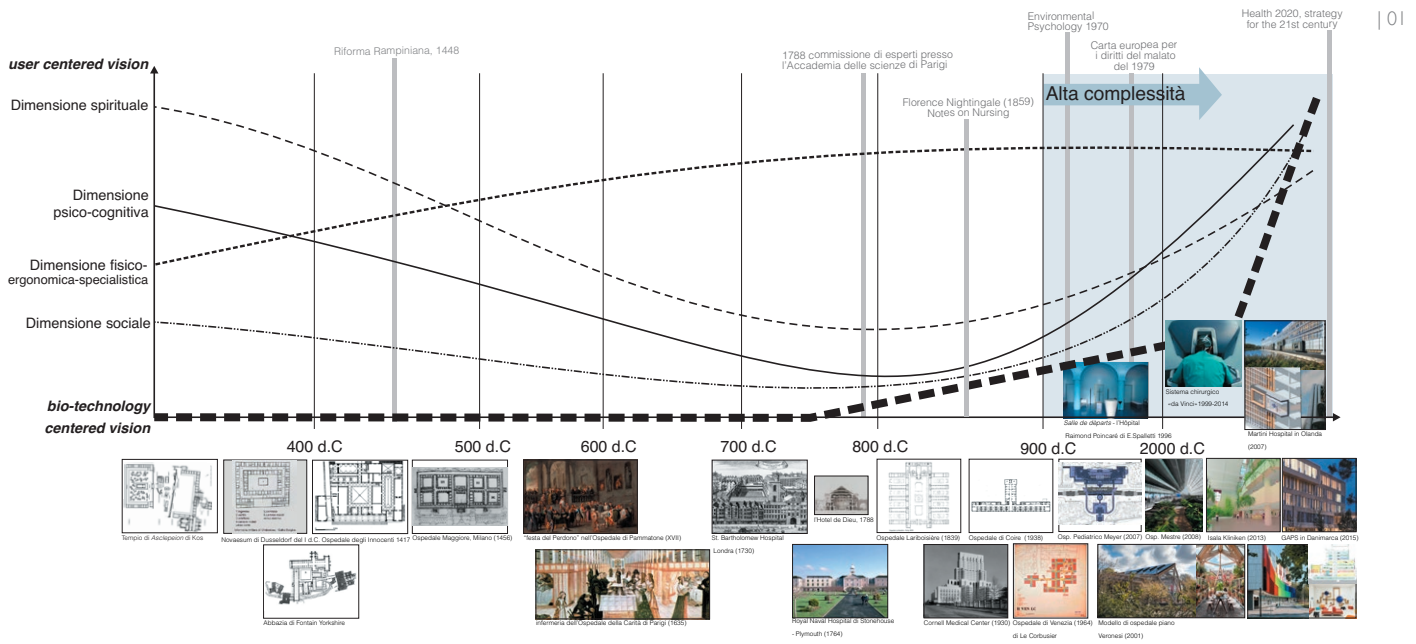 |01
Riforma Rampiniana, 1448
1788 commissione di esperti presso
l'Accademia delle scienze di Parigi
Florence Nightingale (1859)
Notes on Nursing
Environmental
Psychology 1970
Carta europea per
i diritti del malato
del 1979
Health 2020, strategy
for the 21st century
Alta complessità
user centered vision
Dimensione spirituale
Dimensione
psico-cognitiva
Dimensione fisico-
ergonomica-specialistica
Dimensione sociale
bio-technology
centered vision
Salle de départs - l'Hôpital
Raimond Poincaré di E.Spalletti 1996
Sistema chirurgico
«da Vinci»1999-2014
Martini Hospital in Olanda
(2007)
400 d.C
500 d.C
600 d.C
700 d.C
800 d.C
900 d.C
2000 d.C
Tempio di Asclepeion di Kos
Novaesum di Dusseldorf del I d.C.
Ospedale degli Innocenti 1417
Ospedale Maggiore, Milano (1456)
"festa del Perdono" nell'Ospedale di Pammatone (XVII)
St. Bartholomew Hospital
Londra (1730)
l'Hotel de Dieu, 1788
Ospedale Lariboisière (1839)
Ospedale di Coire (1938)
Osp. Pediatrico Meyer (2007)
Osp. Mestre (2008)
Isala Kliniken (2013)
GAPS in Danimarca (2015)
Abbazia di Fontain Yorkshire
infermeria dell'Ospedale della Carità di Parigi (1635)
Royal Naval Hospital di Stonehouse
- Plymouth (1764)
Cornell Medical Center (1930)
Ospedale di Venezia (1964)
di Le Corbusier
Modello di ospedale piano
Veronesi (2001)